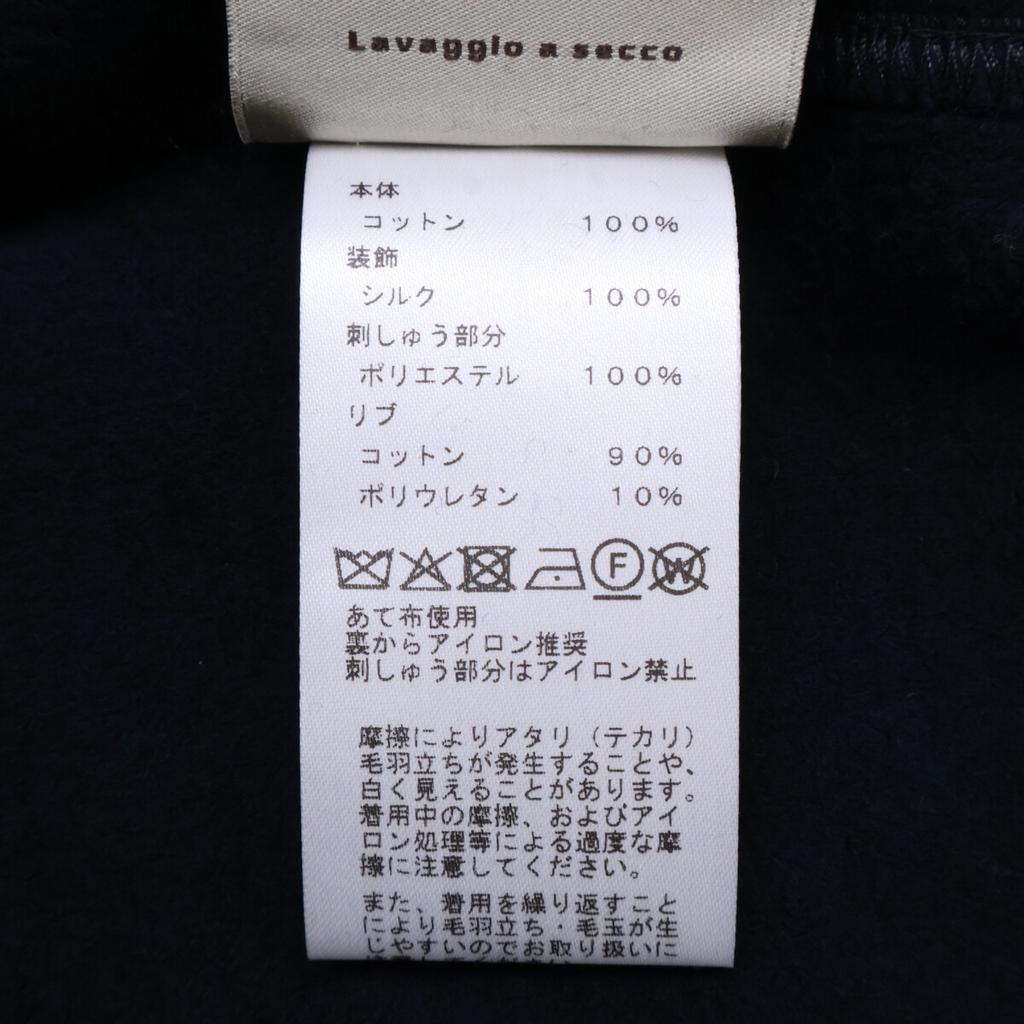 Lavaggio a secco
本体
コットン 100%
装飾
シルク 100%
刺しゅう部分
ポリエステル 100%
リブ
コットン 90%
ポリウレタン 10%
F W
あて布使用
裏からアイロン推奨
刺しゅう部分はアイロン禁止
摩擦によりアタリ（テカリ）
毛羽立ちが発生することや、
白く見えることがあります。
着用中の摩擦、およびアイ
ロン処理等による過度な摩
擦に注意してください。
また、着用を繰り返すこと
により毛羽立ち・毛玉が生
じやすいのでお取り扱いに